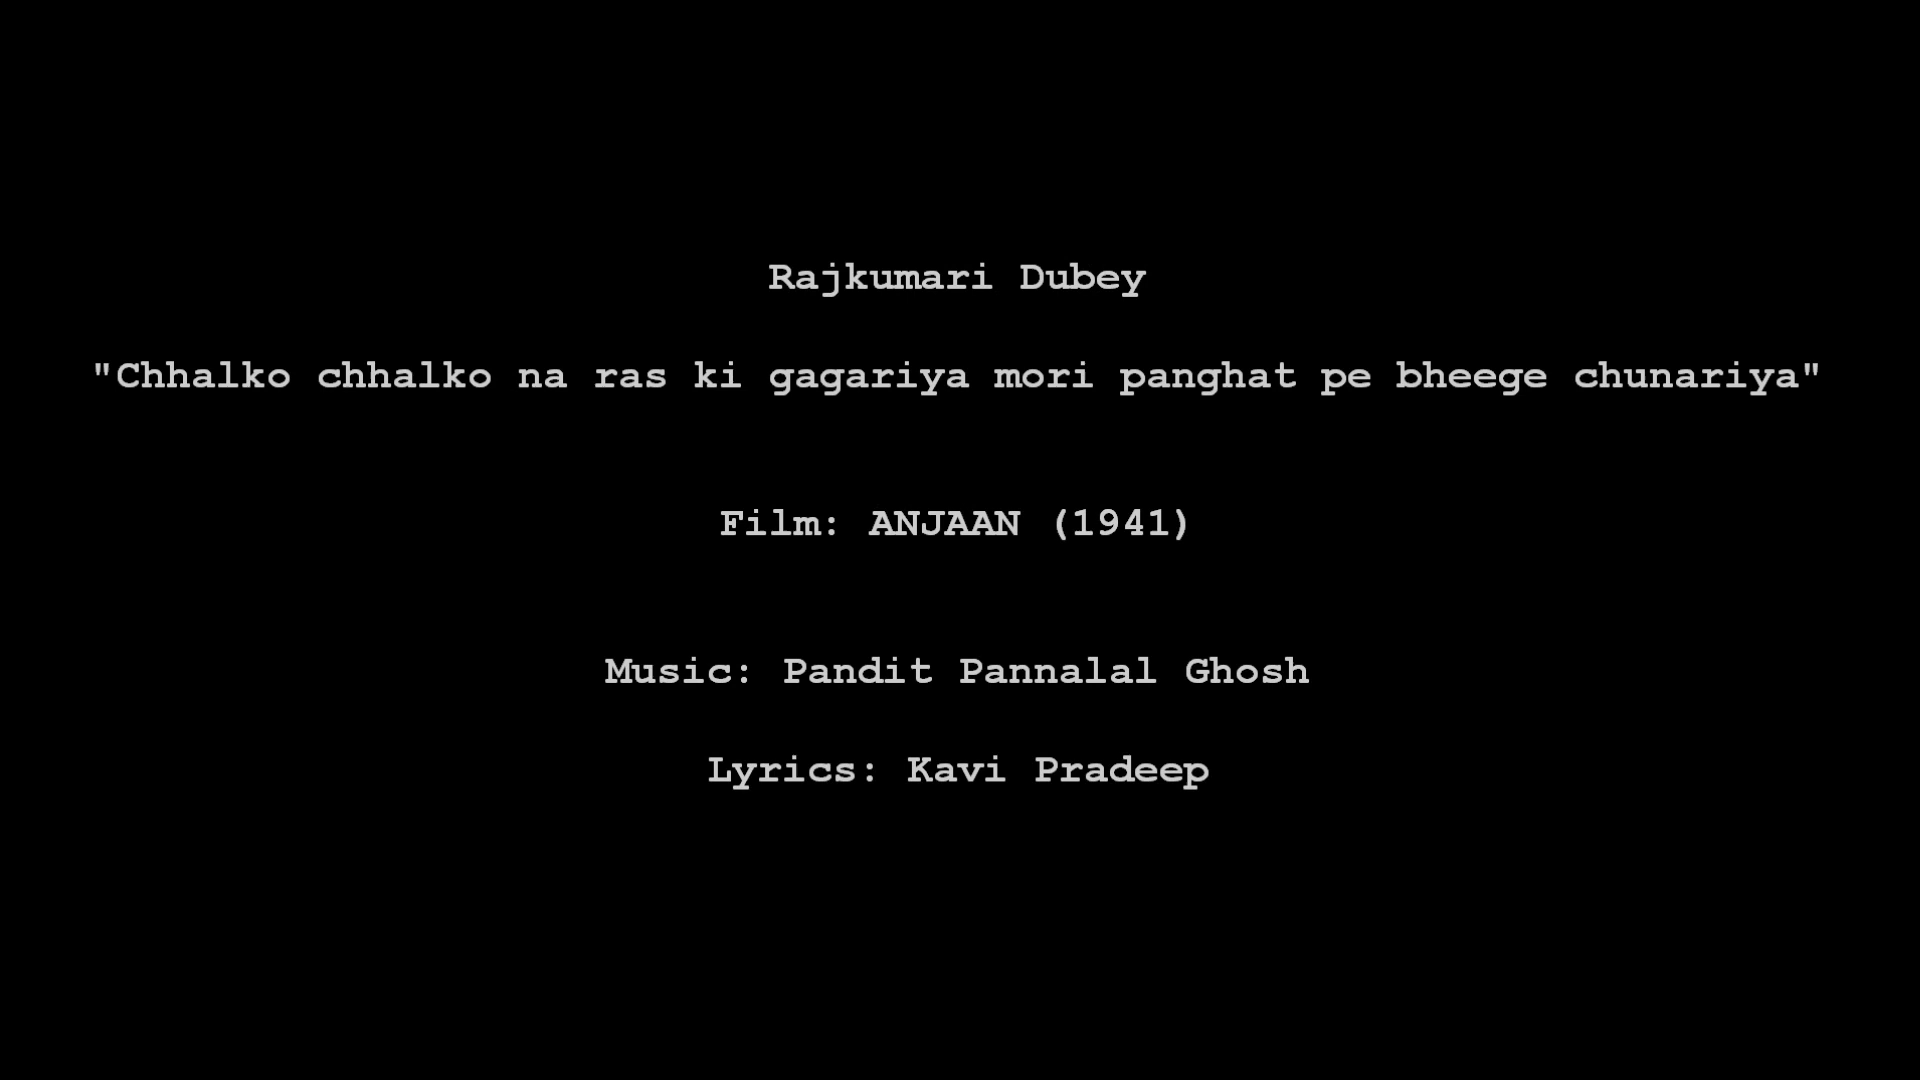 Rajkumari Dubey
"Chhalko chhalko na ras ki gagariya mori panghat pe bheege chunariya"
Film: ANJAAN (1941)
Music: Pandit Pannalal Ghosh
Lyrics: Kavi Pradeep